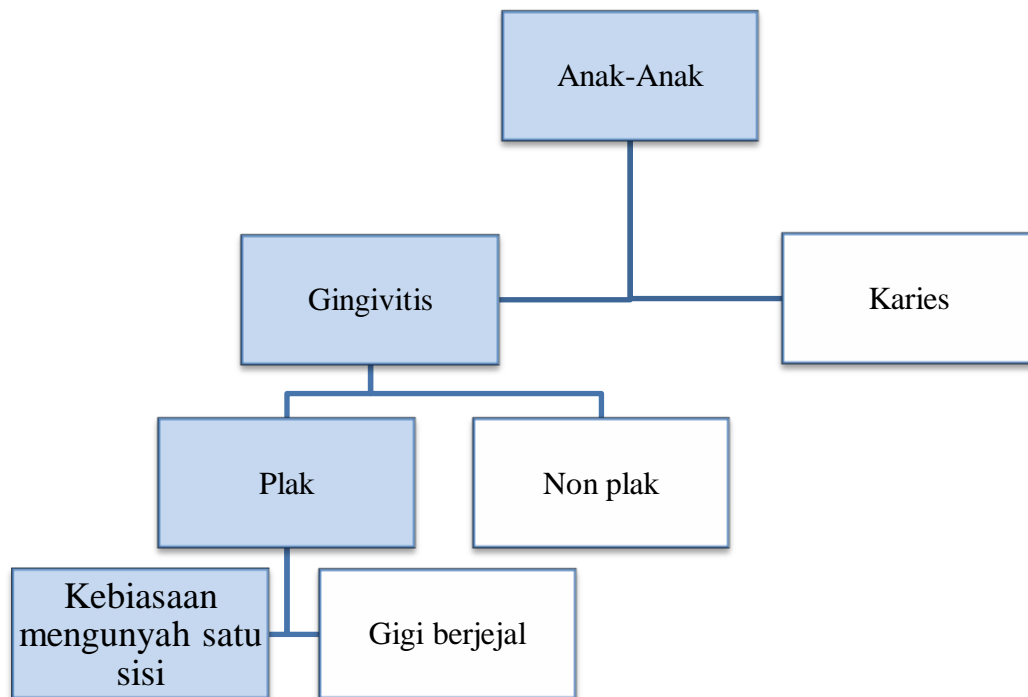 Anak-Anak
Gingivitis
Karies
Plak
Non plak
Kebiasaan
mengunyah satu
sisi
Gigi berjejal